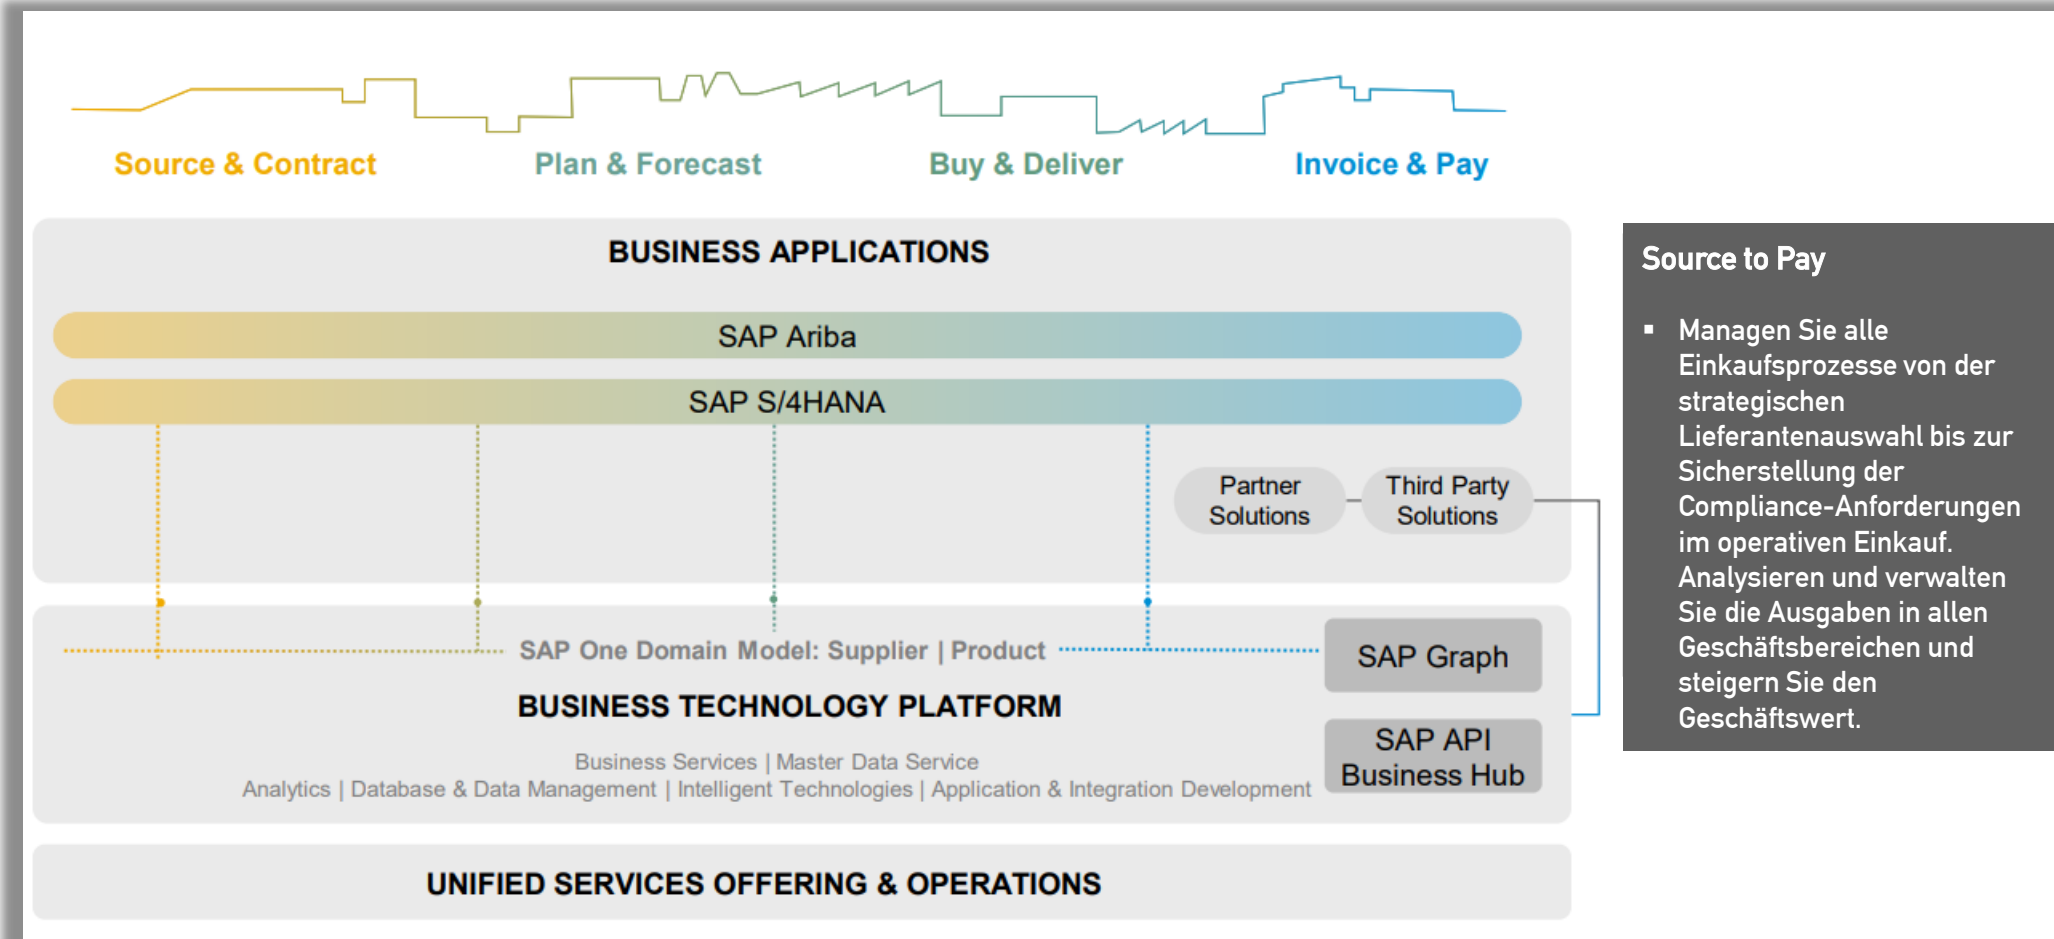 Source & Contract
Plan & Forecast
Buy & Deliver
Invoice & Pay
BUSINESS APPLICATIONS
SAP Ariba
SAP S/4HANA
Partner
Solutions
Third Party
Solutions
SAP One Domain Model: Supplier | Product
SAP Graph
BUSINESS TECHNOLOGY PLATFORM
SAP API
Business Hub
Business Services | Master Data Service
Analytics | Database & Data Management | Intelligent Technologies | Application & Integration Development
UNIFIED SERVICES OFFERING & OPERATIONS
Source to Pay
▪ Managen Sie alle
Einkaufsprozesse von der
strategischen
Lieferantenauswahl bis zur
Sicherstellung der
Compliance-Anforderungen
im operativen Einkauf.
Analysieren und verwalten
Sie die Ausgaben in allen
Geschäftsbereichen und
steigern Sie den
Geschäftswert.